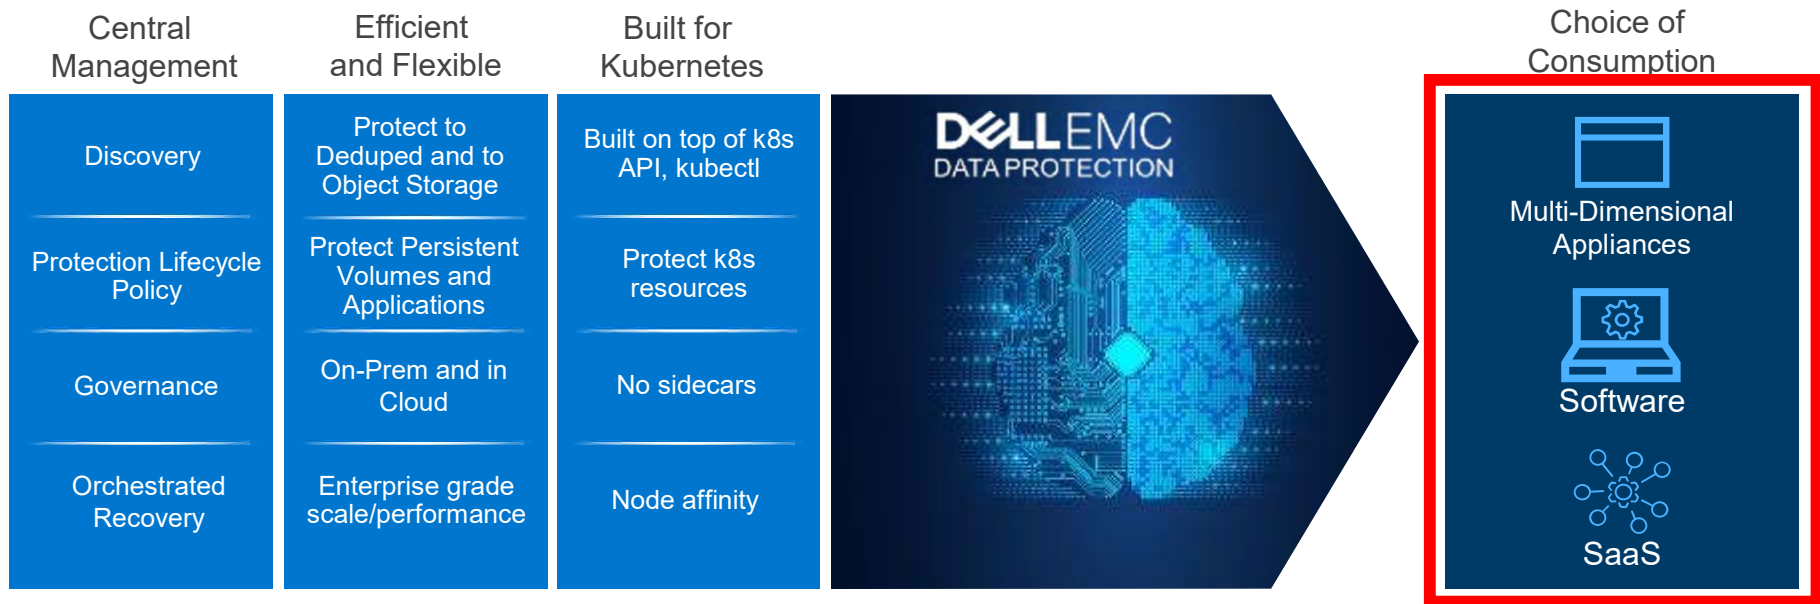 Central
Management
Discovery
Protection Lifecycle
Policy
Governance
Orchestrated
Recovery
Efficient
and Flexible
Protect to
Deduped and to
Object Storage
Protect Persistent
Volumes and
Applications
On-Prem and in
Cloud
Enterprise grade
scale/performance
Built for
Kubernetes
Built on top of k8s
API, kubectl
Protect k8s
resources
No sidecars
Node affinity
DELLEMC
DATA PROTECTION
Choice of
Consumption
Multi-Dimensional
Appliances
Software
SaaS